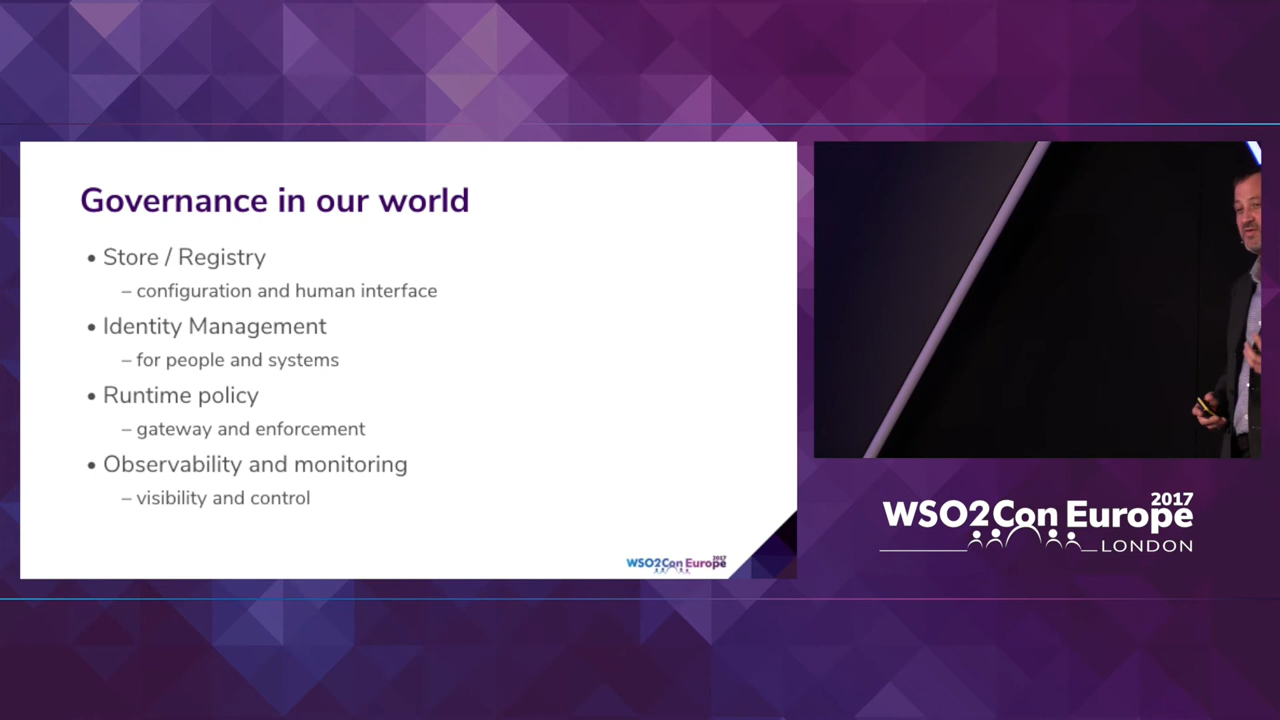 Governance in our world
• Store / Registry
– configuration and human interface
• Identity Management
– for people and systems
• Runtime policy
– gateway and enforcement
• Observability and monitoring
– visibility and control
WSO2Con Europe 2017
2017
WSO2Con Europe
LONDON